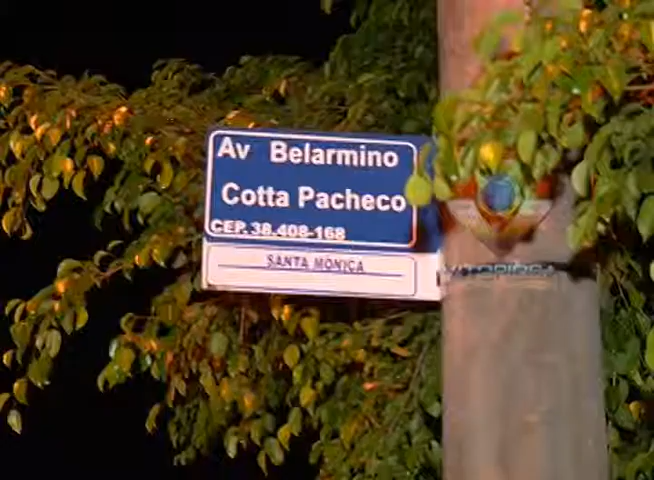 Av Belarmino
Cotta Pacheco
CEP. 38.408-168
SANTA MÔNICA